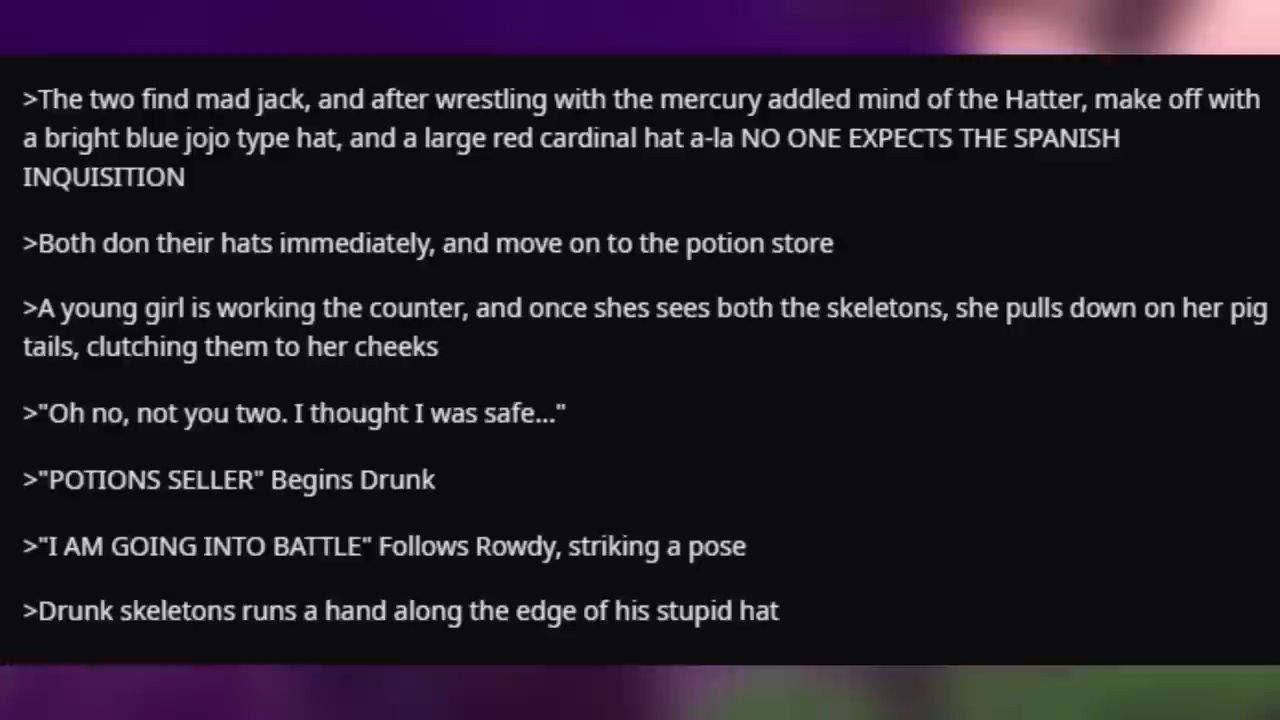 >The two find mad jack, and after wrestling with the mercury addled mind of the Hatter, make off with
a bright blue jojo type hat, and a large red cardinal hat a-la NO ONE EXPECTS THE SPANISH
INQUISITION
>Both don their hats immediately, and move on to the potion store
>A young girl is working the counter, and once shes sees both the skeletons, she pulls down on her pig
tails, clutching them to her cheeks
>"Oh no, not you two. I thought I was safe..."
>"POTIONS SELLER" Begins Drunk
>"I AM GOING INTO BATTLE" Follows Rowdy, striking a pose
>Drunk skeletons runs a hand along the edge of his stupid hat